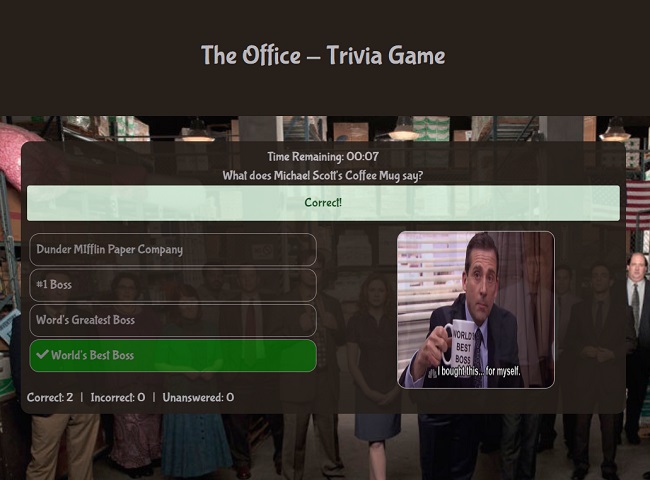 The Office – Trivia Game
Time Remaining: 00:07
What does Michael Scott's Coffee Mug say?
Correct!
Dunder MIfflin Paper Company
#1 Boss
Word's Greatest Boss
World's Best Boss
WORLD'S
BEST
BOSS
I bought this... for myself.
Correct: 2 | Incorrect: 0 | Unanswered: 0